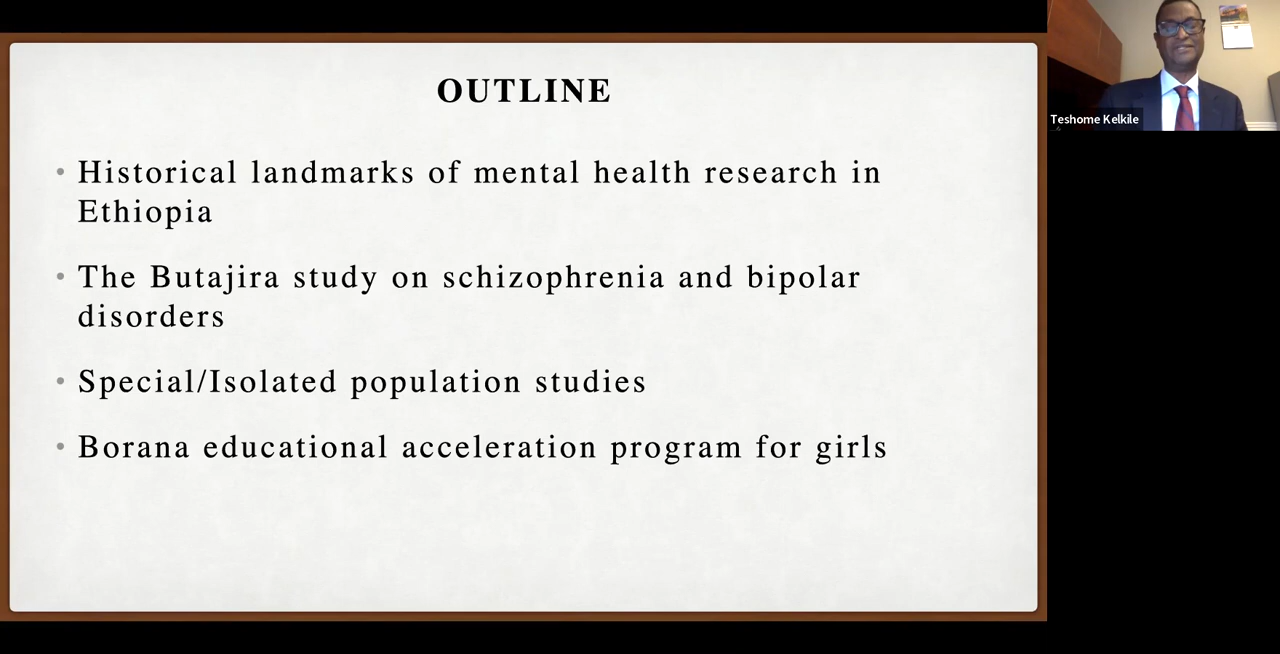 OUTLINE
• Historical landmarks of mental health research in
Ethiopia
• The Butajira study on schizophrenia and bipolar
disorders
• Special/Isolated population studies
• Borana educational acceleration program for girls
Teshome Kelkile